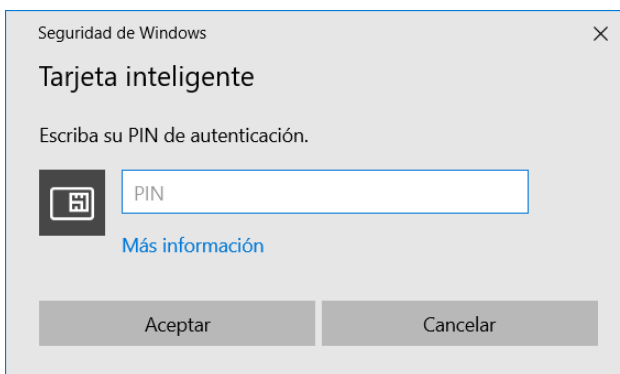 Seguridad de Windows
Tarjeta inteligente
Escriba su PIN de autenticación.
PIN
Más información
Aceptar
Cancelar